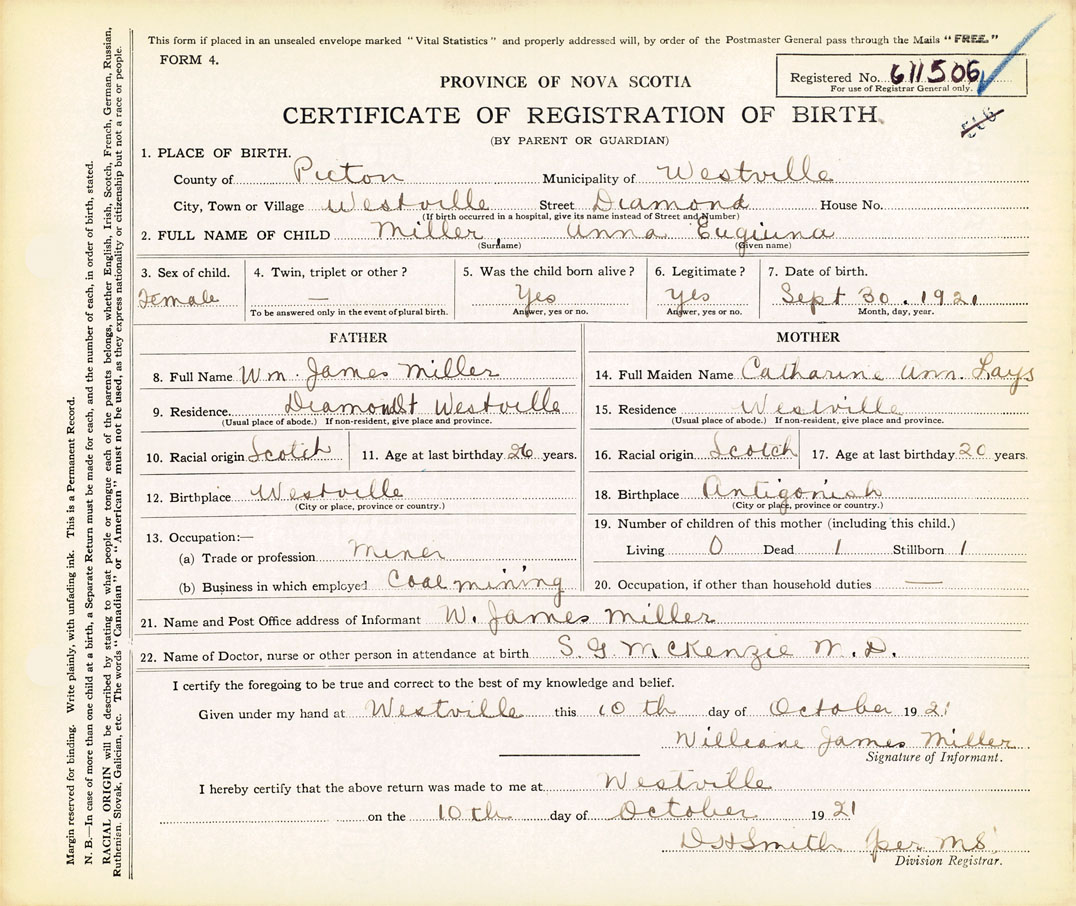 This form if placed in an unsealed envelope marked "Vital Statistics" and properly addressed will, by order of the Postmaster General pass through the Mails "FREE."
FORM 4.
Registered No. 611506
For use of Registrar General only.
PROVINCE OF NOVA SCOTIA
CERTIFICATE OF REGISTRATION OF BIRTH.
(BY PARENT OR GUARDIAN)
1. PLACE OF BIRTH.
County of Picton Municipality of Westville
City, Town or Village Westville Street Diamond House No.
(If birth occurred in a hospital, give its name instead of Street and Number)
2. FULL NAME OF CHILD Miller, Anna Eugiuna
(Surname) (Given name)
3. Sex of child. 4. Twin, triplet or other? 5. Was the child born alive? 6. Legitimate? 7. Date of birth.
Female — Yes Yes Sept 30. 1921
To be answered only in the event of plural birth. Answer, yes or no. Answer, yes or no. Month, day, year.
FATHER MOTHER
8. Full Name Wm. James Miller 14. Full Maiden Name Catharine Ann
9. Residence. Diamond St Westville 15. Residence Westville
(Usual place of abode.) If non-resident, give place and province. (Usual place of abode.) If non-resident, give place and province.
10. Racial origin Scotch 11. Age at last birthday 26 years. 16. Racial origin Scotch 17. Age at last birthday 20 years.
12. Birthplace Westville 18. Birthplace Antigonish
(City or place, province or country.) (City or place, province or country.)
13. Occupation:— 19. Number of children of this mother (including this child.)
(a) Trade or profession Miner Living 0 Dead 1 Stillborn 1
(b) Business in which employed Coal mining 20. Occupation, if other than household duties —
21. Name and Post Office address of Informant W. James Miller
22. Name of Doctor, nurse or other person in attendance at birth S. G McKenzie M. D.
I certify the foregoing to be true and correct to the best of my knowledge and belief.
Given under my hand at Westville this 10 th day of October 1921
Williane James Miller
Signature of Informant.
I hereby certify that the above return was made to me at Westville
on the 10 th day of October 1921
D H Smith per MS
Division Registrar.
Margin reserved for binding. Write plainly, with unfading ink. This is a Permanent Record.
N. B.—In case of more than one child at a birth, a Separate Return must be made for each, and the number of each, in order of birth, stated.
RACIAL ORIGIN will be described by stating to what people or tongue each of the parents belongs, whether English, Irish, Scotch, French, German, Russian,
Ruthenian, Slovak, Galician, etc. The words "Canadian" or "American" must not be used, as they express nationality or citizenship but not a race or people.